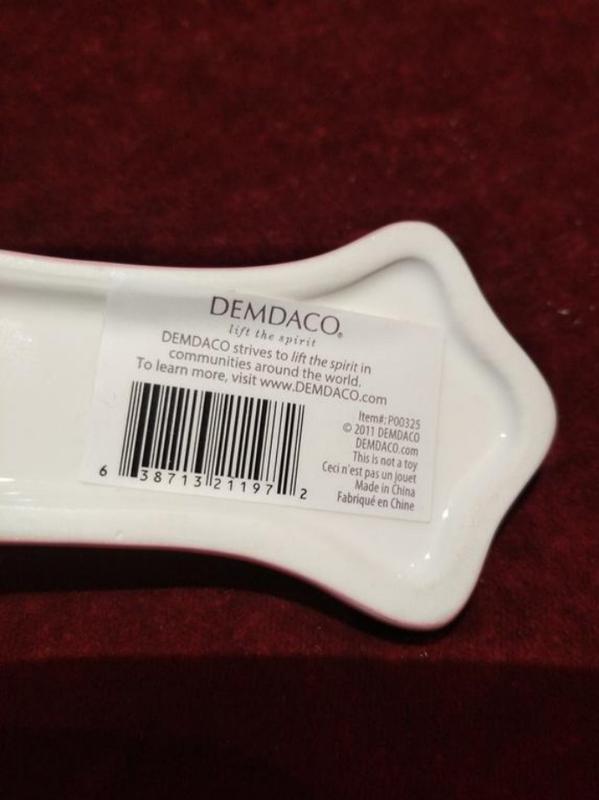 DEMDACO®
lift the spirit
DEMDACO strives to lift the spirit in
communities around the world.
To learn more, visit www.DEMDACO.com
6 38713 21197 2
Item#: P00325
© 2011 DEMDACO
DEMDACO.com
This is not a toy
Ceci n'est pas un jouet
Made in China
Fabriqué en Chine